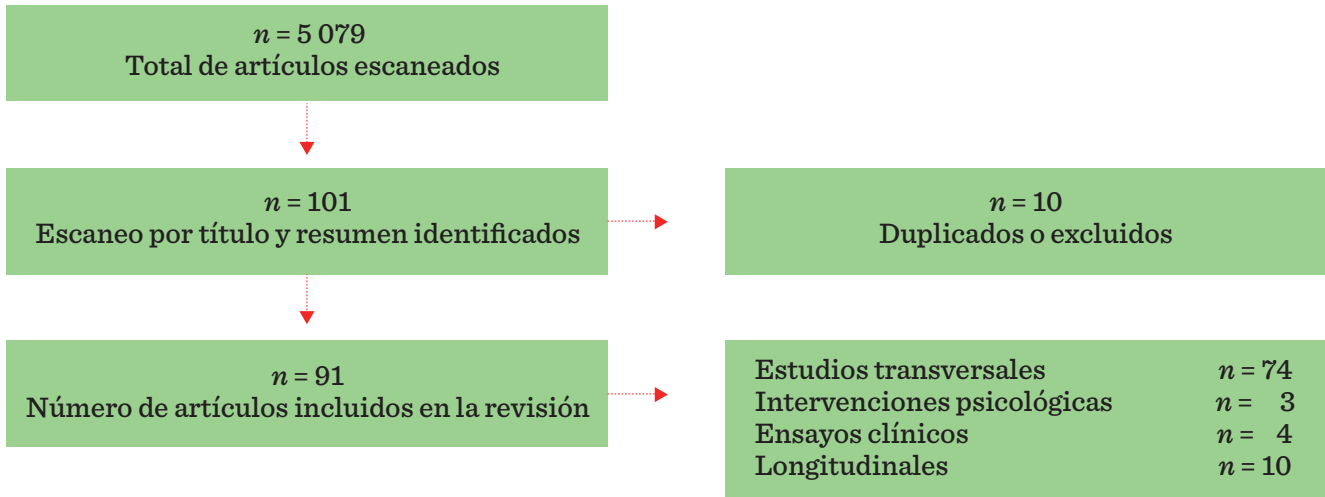 n = 5 079
Total de artículos escaneados
n = 101
Escaneo por título y resumen identificados
n = 10
Duplicados o excluidos
n = 91
Número de artículos incluidos en la revisión
Estudios transversales n = 74
Intervenciones psicológicas n = 3
Ensayos clínicos n = 4
Longitudinales n = 10